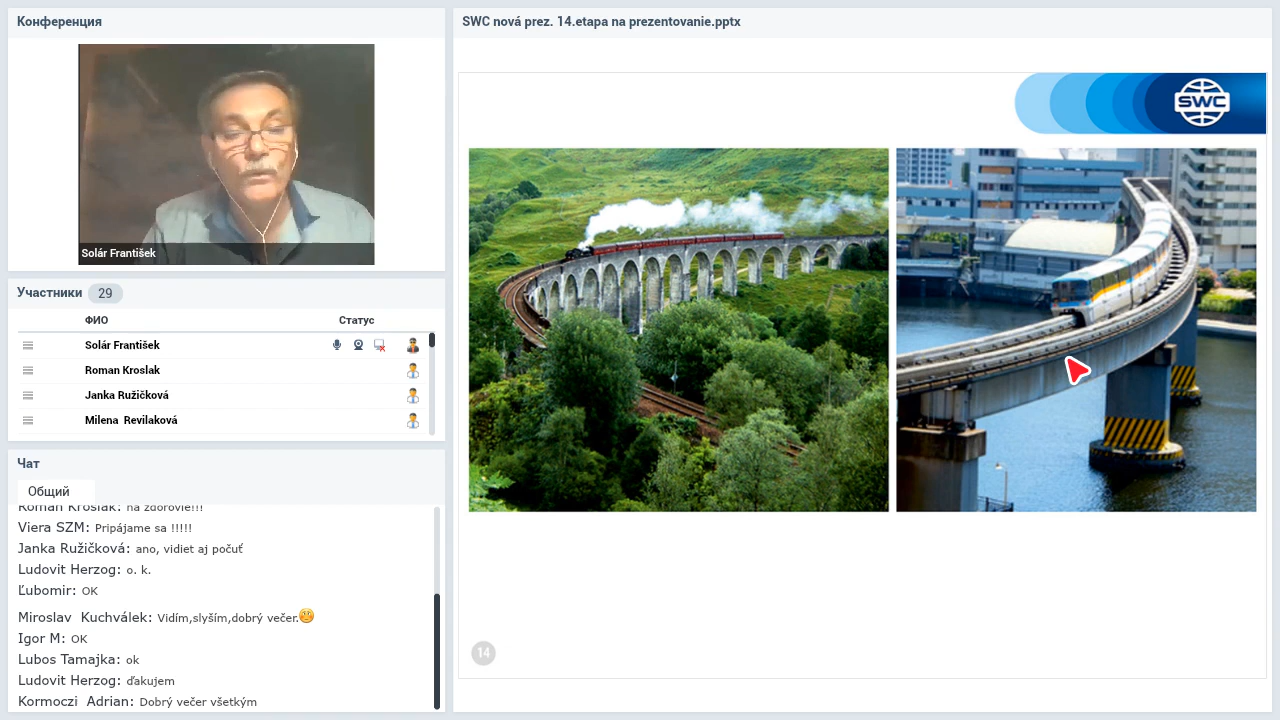 Конференция
Solár František
Участники 29
ФИО Статус
Solár František
Roman Kroslak
Janka Ružičková
Milena Revilaková
Чат
Общий
Roman Kroslak: na zdorovie!!!
Viera SZM: Pripájame sa !!!!!
Janka Ružičková: ano, vidiet aj počuť
Ludovit Herzog: o. k.
Ľubomir: OK
Miroslav Kuchválek: Vidím,slyším,dobrý večer.
Igor M: OK
Lubos Tamajka: ok
Ludovit Herzog: ďakujem
Kormoczi Adrian: Dobrý večer všetkým
SWC nová prez. 14.etapa na prezentovanie.pptx
SWC
14